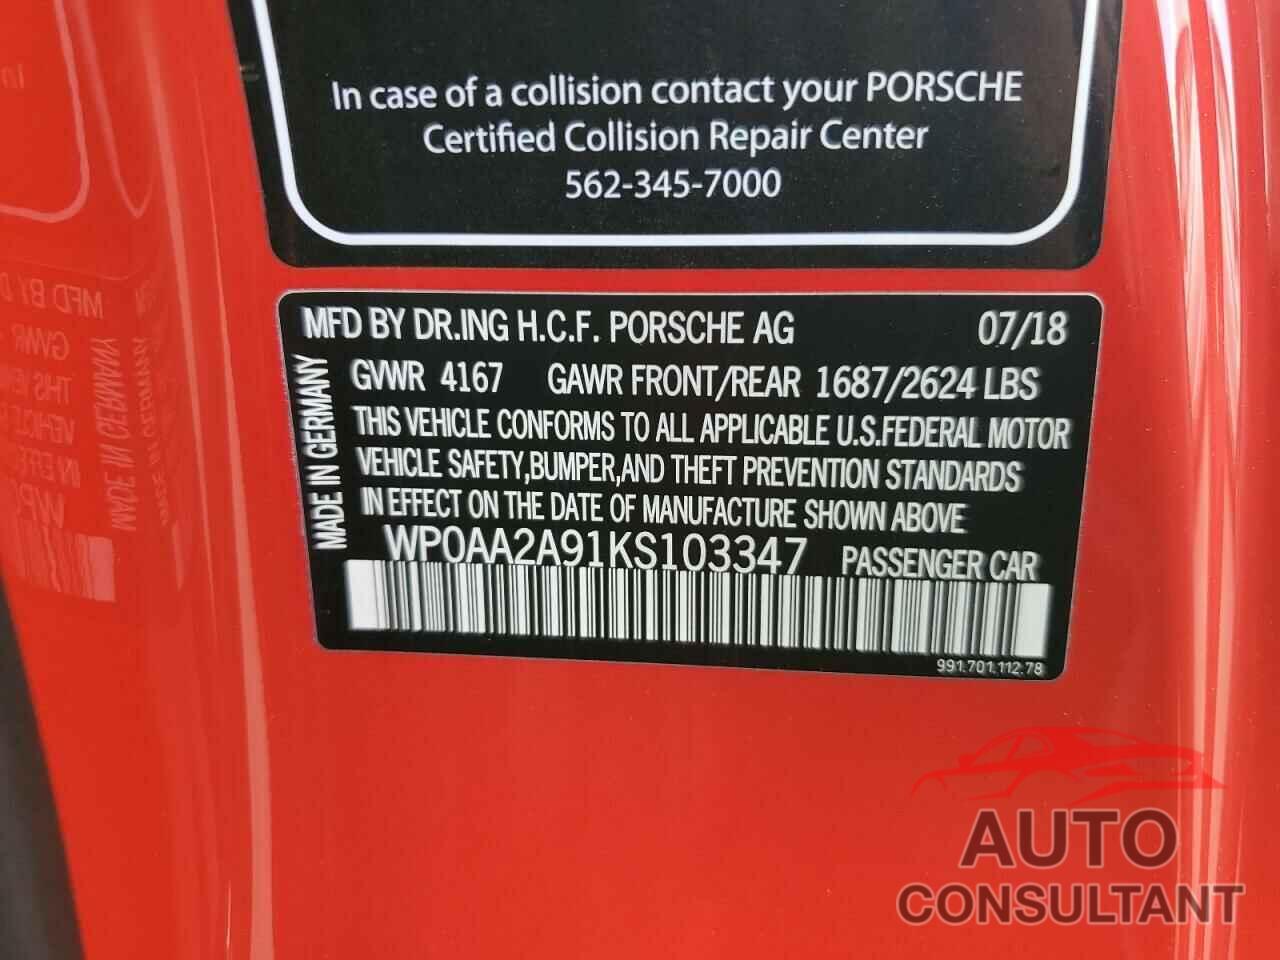 In case of a collision contact your PORSCHE
Certified Collision Repair Center
562-345-7000
MFD BY DR.ING H.C.F. PORSCHE AG 07/18
MADE IN GERMANY
GVWR 4167 GAWR FRONT/REAR 1687/2624 LBS
THIS VEHICLE CONFORMS TO ALL APPLICABLE U.S.FEDERAL MOTOR
VEHICLE SAFETY,BUMPER,AND THEFT PREVENTION STANDARDS
IN EFFECT ON THE DATE OF MANUFACTURE SHOWN ABOVE
WP0AA2A91KS103347 PASSENGER CAR
991.701.112.78
AUTO
CONSULTANT